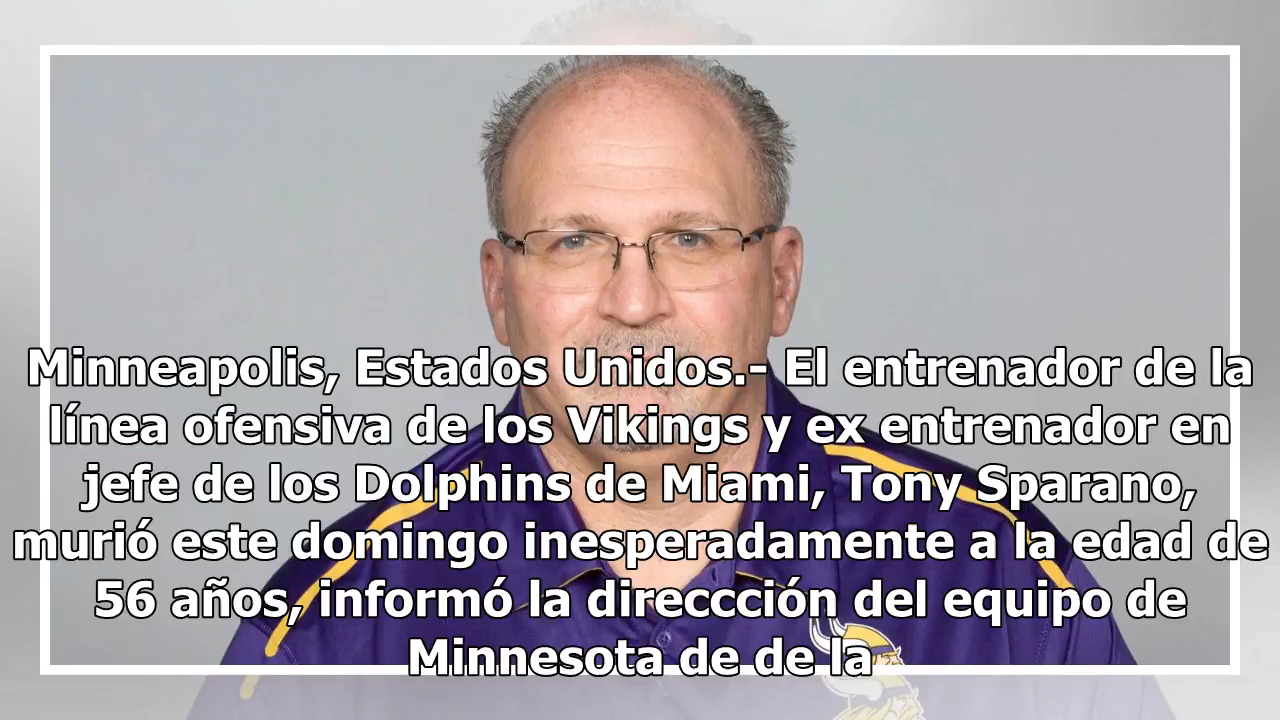 Minneapolis, Estados Unidos.- El entrenador de la
línea ofensiva de los Vikings y ex entrenador en
jefe de los Dolphins de Miami, Tony Sparano,
murió este domingo inesperadamente a la edad de
56 años, informó la direccción del equipo de
Minnesota de de la